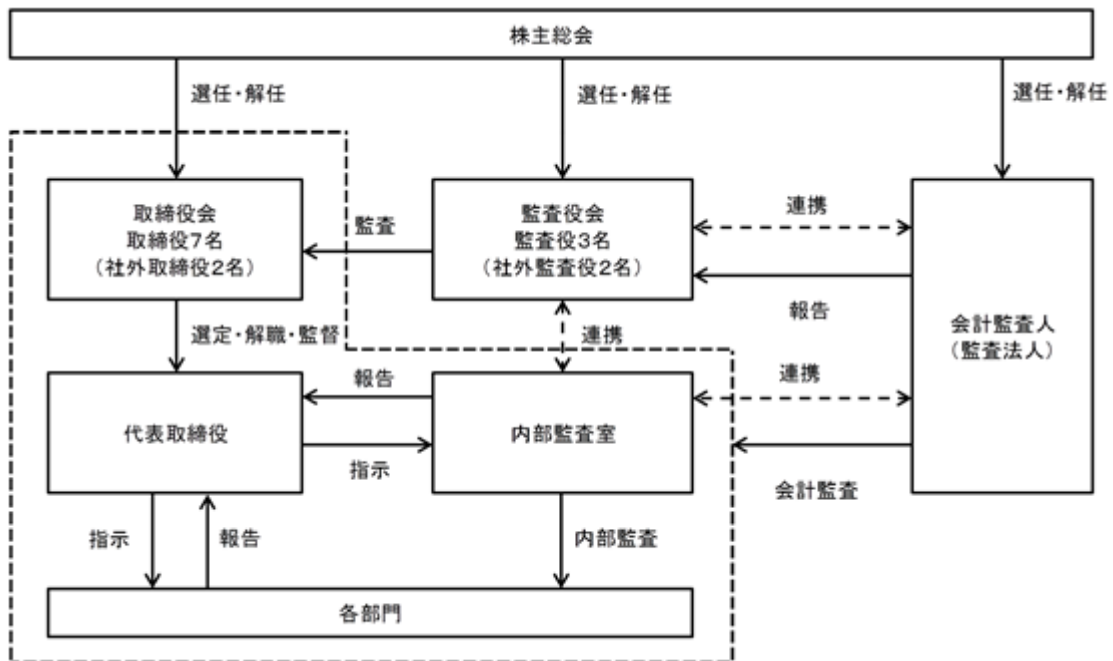 株主総会
選任・解任
選任・解任
選任・解任
取締役会
取締役7名
（社外取締役2名）
監査
監査役会
監査役3名
（社外監査役2名）
連携
報告
会計監査人
（監査法人）
選定・解職・監督
連携
連携
代表取締役
報告
指示
内部監査室
会計監査
指示
報告
内部監査
各部門